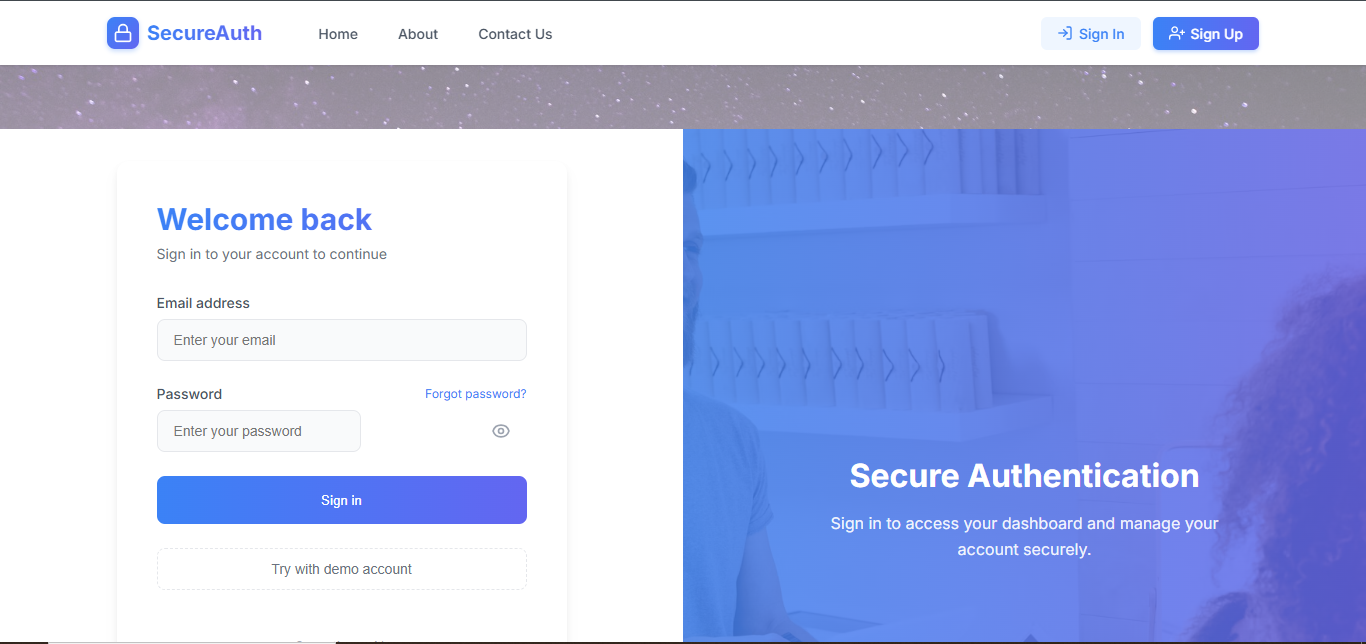 SecureAuth
Home
About
Contact Us
Sign In
Sign Up
Welcome back
Sign in to your account to continue
Email address
Enter your email
Password
Forgot password?
Enter your password
Sign in
Try with demo account
Secure Authentication
Sign in to access your dashboard and manage your
account securely.